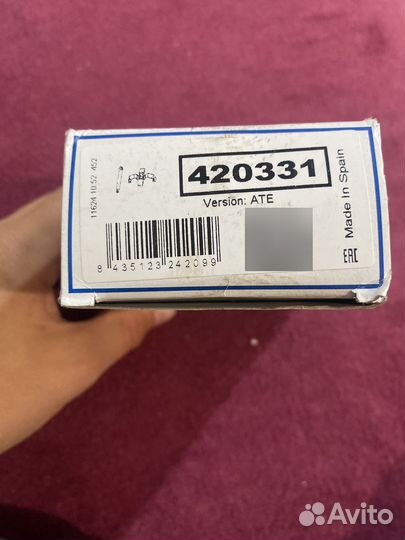 11624 10:52 452
420331
Version: ATE
Made In Spain
EAC
8 435123 242099
Avito